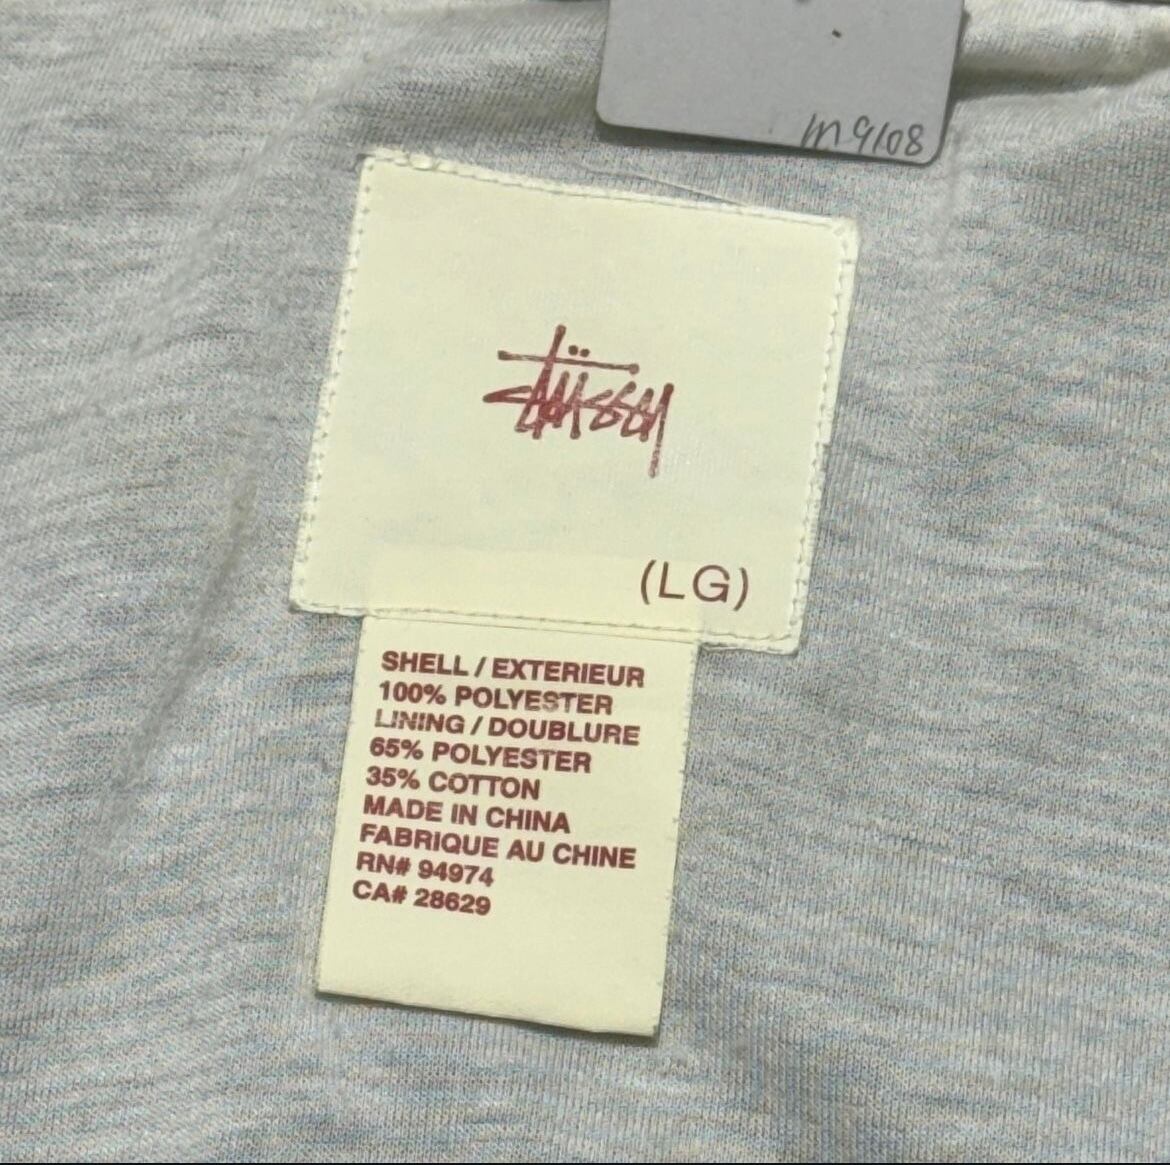 M9108
stüssy
(LG)
SHELL / EXTERIEUR
100% POLYESTER
LINING / DOUBLURE
65% POLYESTER
35% COTTON
MADE IN CHINA
FABRIQUE AU CHINE
RN# 94974
CA# 28629